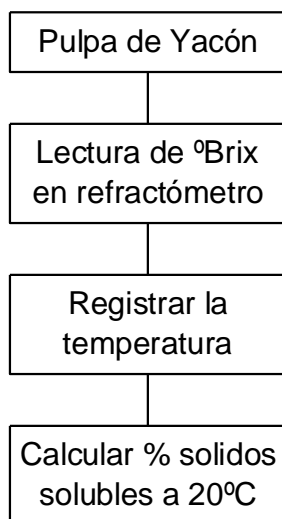 Pulpa de Yacón
Lectura de ºBrix
en refractómetro
Registrar la
temperatura
Calcular % solidos
solubles a 20ºC